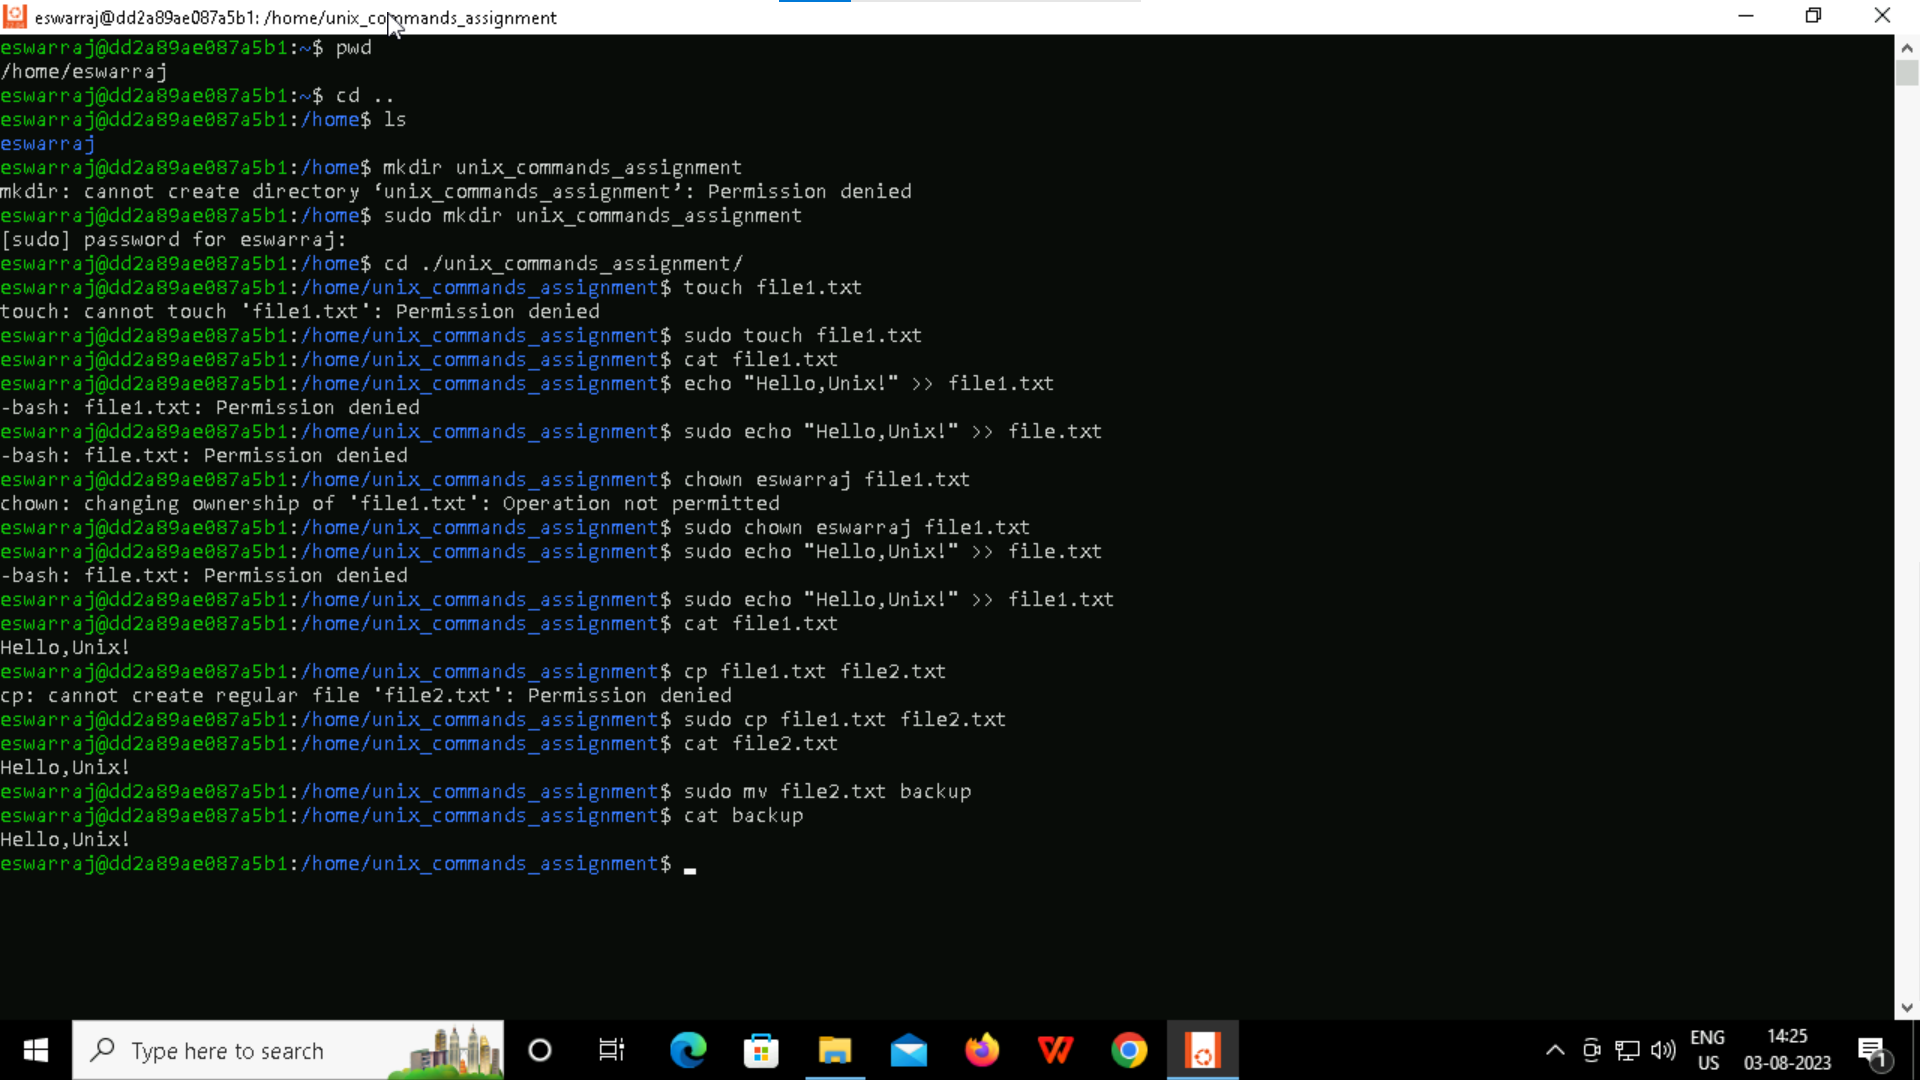 eswarraj@dd2a89ae087a5b1: /home/unix_commands_assignment
eswarraj@dd2a89ae087a5b1:~$ pwd
/home/eswarraj
eswarraj@dd2a89ae087a5b1:~$ cd ..
eswarraj@dd2a89ae087a5b1:/home$ ls
eswarraj
eswarraj@dd2a89ae087a5b1:/home$ mkdir unix_commands_assignment
mkdir: cannot create directory ‘unix_commands_assignment’: Permission denied
eswarraj@dd2a89ae087a5b1:/home$ sudo mkdir unix_commands_assignment
[sudo] password for eswarraj:
eswarraj@dd2a89ae087a5b1:/home$ cd ./unix_commands_assignment/
eswarraj@dd2a89ae087a5b1:/home/unix_commands_assignment$ touch file1.txt
touch: cannot touch 'file1.txt': Permission denied
eswarraj@dd2a89ae087a5b1:/home/unix_commands_assignment$ sudo touch file1.txt
eswarraj@dd2a89ae087a5b1:/home/unix_commands_assignment$ cat file1.txt
eswarraj@dd2a89ae087a5b1:/home/unix_commands_assignment$ echo "Hello,Unix!" >> file1.txt
-bash: file1.txt: Permission denied
eswarraj@dd2a89ae087a5b1:/home/unix_commands_assignment$ sudo echo "Hello,Unix!" >> file.txt
-bash: file.txt: Permission denied
eswarraj@dd2a89ae087a5b1:/home/unix_commands_assignment$ chown eswarraj file1.txt
chown: changing ownership of 'file1.txt': Operation not permitted
eswarraj@dd2a89ae087a5b1:/home/unix_commands_assignment$ sudo chown eswarraj file1.txt
eswarraj@dd2a89ae087a5b1:/home/unix_commands_assignment$ sudo echo "Hello,Unix!" >> file.txt
-bash: file.txt: Permission denied
eswarraj@dd2a89ae087a5b1:/home/unix_commands_assignment$ sudo echo "Hello,Unix!" >> file1.txt
eswarraj@dd2a89ae087a5b1:/home/unix_commands_assignment$ cat file1.txt
Hello,Unix!
eswarraj@dd2a89ae087a5b1:/home/unix_commands_assignment$ cp file1.txt file2.txt
cp: cannot create regular file 'file2.txt': Permission denied
eswarraj@dd2a89ae087a5b1:/home/unix_commands_assignment$ sudo cp file1.txt file2.txt
eswarraj@dd2a89ae087a5b1:/home/unix_commands_assignment$ cat file2.txt
Hello,Unix!
eswarraj@dd2a89ae087a5b1:/home/unix_commands_assignment$ sudo mv file2.txt backup
eswarraj@dd2a89ae087a5b1:/home/unix_commands_assignment$ cat backup
Hello,Unix!
eswarraj@dd2a89ae087a5b1:/home/unix_commands_assignment$
Type here to search
ENG
US
14:25
03-08-2023
1